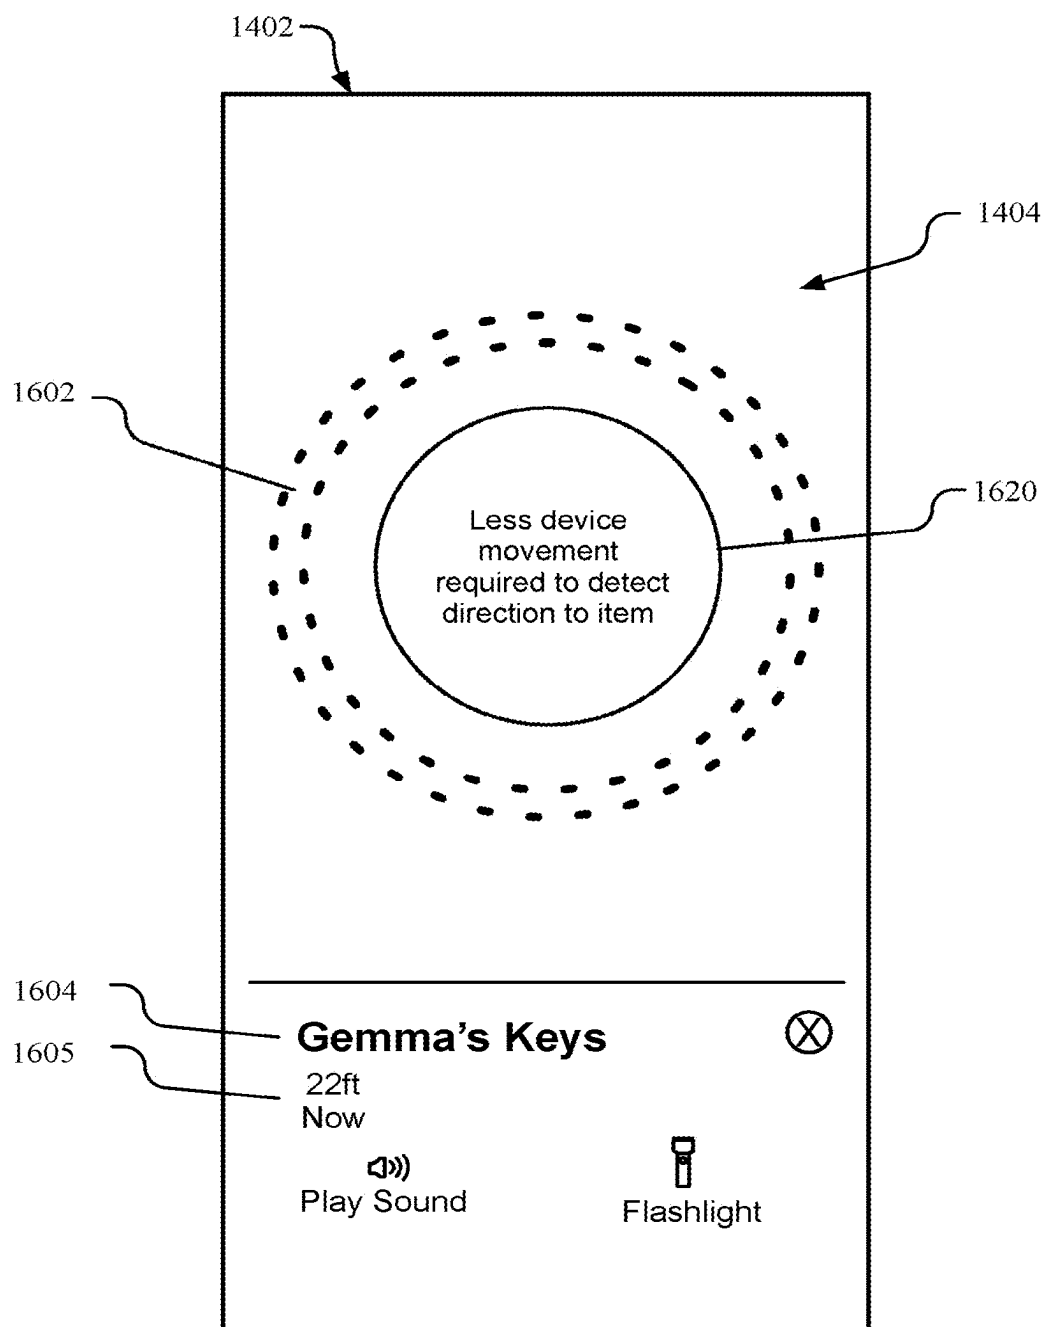 1402
1404
1602
1620
Less device
movement
required to detect
direction to item
1604
Gemma's Keys
X
1605
22ft
Now
Play Sound
Flashlight